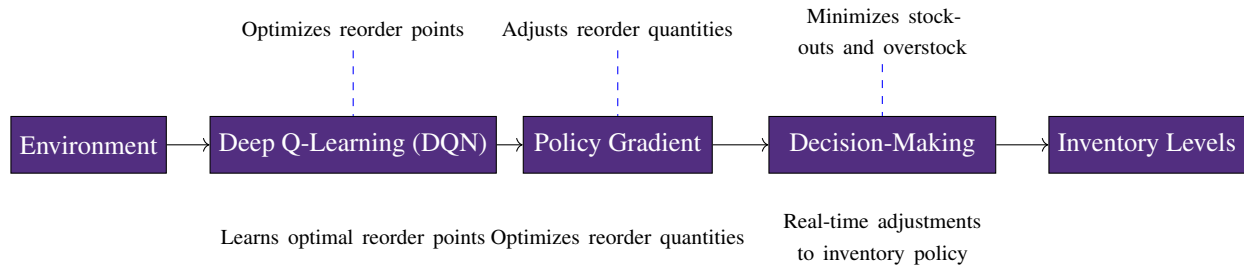 Optimizes reorder points
Adjusts reorder quantities
Minimizes stock-
outs and overstock
Environment
Deep Q-Learning (DQN)
Policy Gradient
Decision-Making
Inventory Levels
Learns optimal reorder points
Optimizes reorder quantities
Real-time adjustments
to inventory policy